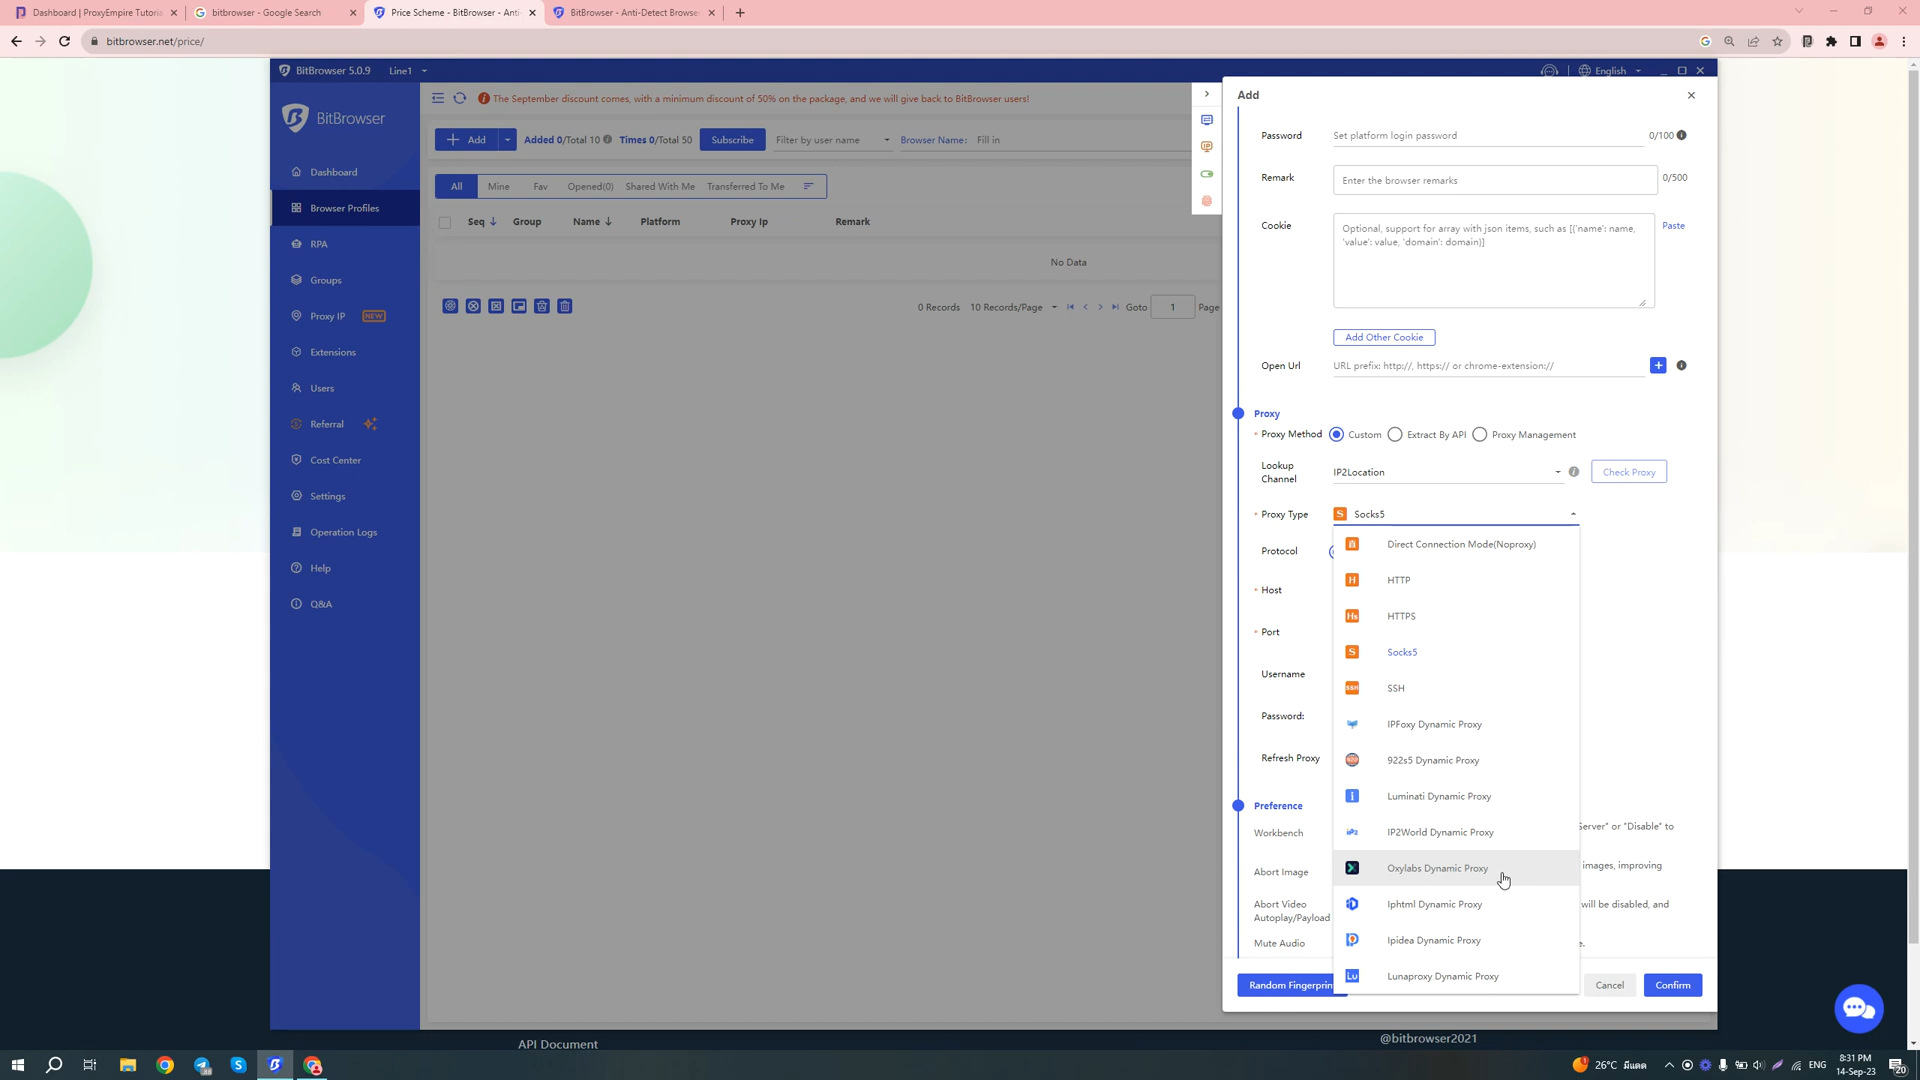 Dashboard | ProxyEmpire Tutoria
bitbrowser - Google Search
Price Scheme - BitBrowser - Anti-
BitBrowser - Anti-Detect Browse
bitbrowser.net/price/
BitBrowser 5.0.9
Line1
English
BitBrowser
Dashboard
Browser Profiles
RPA
Groups
Proxy IP
NEW
Extensions
Users
Referral
Cost Center
Settings
Operation Logs
Help
Q&A
The September discount comes, with a minimum discount of 50% on the package, and we will give back to BitBrowser users!
Add
Added 0/Total 10
Times 0/Total 50
Subscribe
Filter by user name
Browser Name:
Fill in
All
Mine
Fav
Opened(0)
Shared With Me
Transferred To Me
Seq
Group
Name
Platform
Proxy Ip
Remark
No Data
0 Records
10 Records/Page
Goto
1
Page
Add
Password
Set platform login password
0/100
Remark
Enter the browser remarks
0/500
Cookie
Optional, support for array with json items, such as [{'name': name,
'value': value, 'domain': domain}]
Paste
Add Other Cookie
Open Url
URL prefix: http://, https:// or chrome-extension://
Proxy
* Proxy Method
Custom
Extract By API
Proxy Management
Lookup
Channel
IP2Location
Check Proxy
* Proxy Type
S
Socks5
Protocol
* Host
* Port
Username
Password:
Refresh Proxy
Direct Connection Mode(Noproxy)
H
HTTP
Hs
HTTPS
S
Socks5
SSH
SSH
IPFoxy Dynamic Proxy
922
922s5 Dynamic Proxy
Luminati Dynamic Proxy
iP2
IP2World Dynamic Proxy
Oxylabs Dynamic Proxy
Iphtml Dynamic Proxy
Ipidea Dynamic Proxy
Lu
Lunaproxy Dynamic Proxy
Preference
Workbench
Server" or "Disable" to
Abort Image
images, improving
Abort Video
Autoplay/Payload
will be disabled, and
Mute Audio
e.
Random Fingerprin
Cancel
Confirm
API Document
@bitbrowser2021
26°C มีแดด
ENG
8:31 PM
14-Sep-23
20